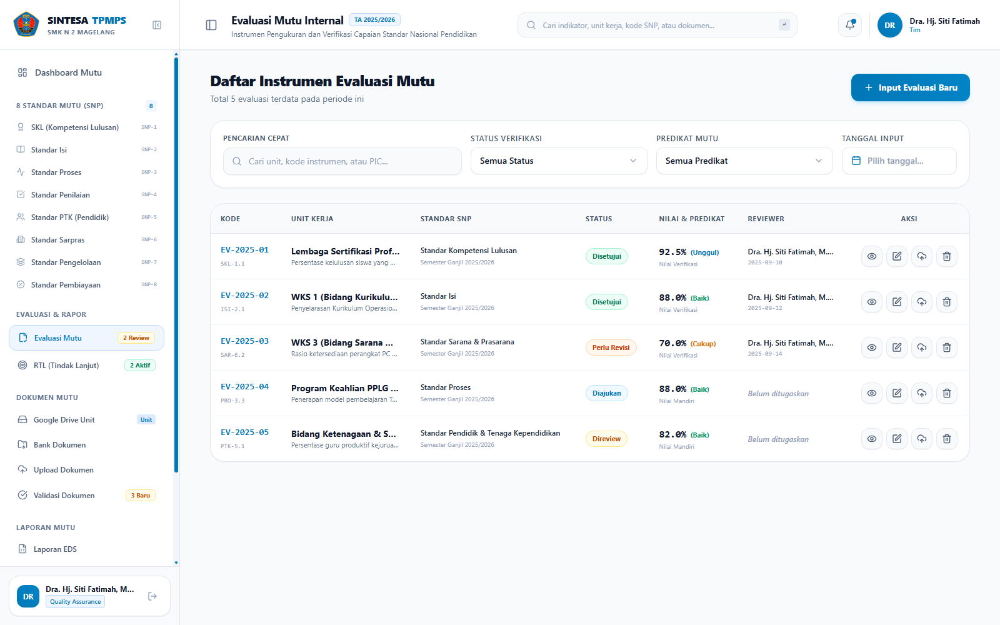 SINTESA TPMPS
SMK N 2 MAGELANG
Evaluasi Mutu Internal
TA 2025/2026
Instrumen Pengukuran dan Verifikasi Capaian Standar Nasional Pendidikan
Cari indikator, unit kerja, kode SNP, atau dokumen...
↵
DR
Dra. Hj. Siti Fatimah
Tim
Dashboard Mutu
8 STANDAR MUTU (SNP)
8
SKL (Kompetensi Lulusan)
SNP-1
Standar Isi
SNP-2
Standar Proses
SNP-3
Standar Penilaian
SNP-4
Standar PTK (Pendidik)
SNP-5
Standar Sarpras
SNP-6
Standar Pengelolaan
SNP-7
Standar Pembiayaan
SNP-8
EVALUASI & RAPOR
Evaluasi Mutu
2 Review
RTL (Tindak Lanjut)
2 Aktif
DOKUMEN MUTU
Google Drive Unit
Unit
Bank Dokumen
Upload Dokumen
Validasi Dokumen
3 Baru
LAPORAN MUTU
Laporan EDS
DR
Dra. Hj. Siti Fatimah, M...
Quality Assurance
Daftar Instrumen Evaluasi Mutu
Total 5 evaluasi terdata pada periode ini
Input Evaluasi Baru
PENCARIAN CEPAT
Cari unit, kode instrumen, atau PIC...
STATUS VERIFIKASI
Semua Status
PREDIKAT MUTU
Semua Predikat
TANGGAL INPUT
Pilih tanggal...
KODE UNIT KERJA STANDAR SNP STATUS NILAI & PREDIKAT REVIEWER AKSI
EV-2025-01 Lembaga Sertifikasi Prof... Standar Kompetensi Lulusan Disetujui 92.5% (Unggul) Dra. Hj. Siti Fatimah, M....
SKL-1.1 Persentase kelulusan siswa yang ... Semester Ganjil 2025/2026 Nilai Verifikasi 2025-09-10
EV-2025-02 WKS 1 (Bidang Kurikulu... Standar Isi Disetujui 88.0% (Baik) Dra. Hj. Siti Fatimah, M....
ISI-2.1 Penyelarasan Kurikulum Operasio... Semester Ganjil 2025/2026 Nilai Verifikasi 2025-09-12
EV-2025-03 WKS 3 (Bidang Sarana ... Standar Sarana & Prasarana Perlu Revisi 70.0% (Cukup) Dra. Hj. Siti Fatimah, M....
SAR-6.2 Rasio ketersediaan perangkat PC ... Semester Ganjil 2025/2026 Nilai Verifikasi 2025-09-14
EV-2025-04 Program Keahlian PPLG ... Standar Proses Diajukan 88.0% (Baik) Belum ditugaskan
PRO-3.3 Penerapan model pembelajaran T... Semester Ganjil 2025/2026 Nilai Mandiri
EV-2025-05 Bidang Ketenagaan & S... Standar Pendidik & Tenaga Kependidikan Direview 82.0% (Baik) Belum ditugaskan
PTK-5.1 Persentase guru produktif kejurua... Semester Ganjil 2025/2026 Nilai Mandiri